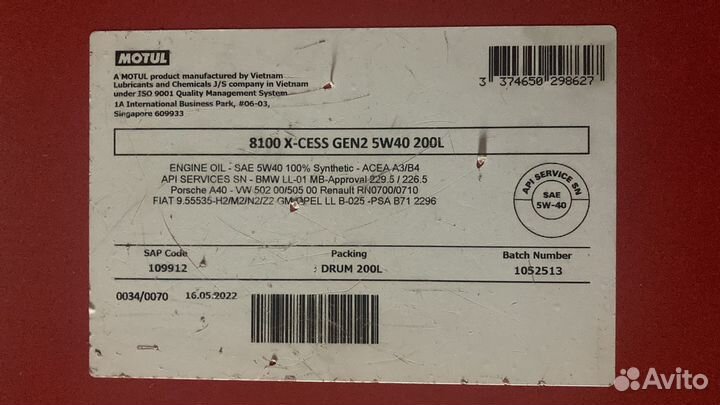 MOTUL
A MOTUL product manufactured by Vietnam
Lubricants and Chemicals J/S company in Vietnam
under ISO 9001 Quality Management System
1A International Business Park, #06-03,
Singapore 609933
3 374650 298627
8100 X-CESS GEN2 5W40 200L
ENGINE OIL - SAE 5W40 100% Synthetic - ACEA A3/B4
API SERVICES SN - BMW LL-01 MB-Approval 229.5 / 226.5
Porsche A40 - VW 502 00/505 00 Renault RN0700/0710
FIAT 9.55535-H2/M2/N2/Z2 GM/OPEL LL B-025 -PSA B71 2296
API SERVICE SN
SAE
5W-40
SAP Code Packing Batch Number
109912 : DRUM 200L 1052513
0034/0070 16.05.2022
Avito